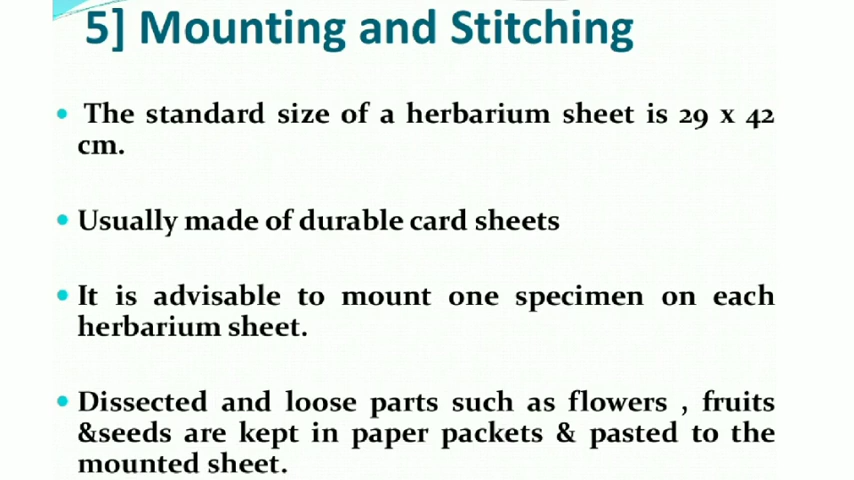 5] Mounting and Stitching
• The standard size of a herbarium sheet is 29 x 42
cm.
• Usually made of durable card sheets
• It is advisable to mount one specimen on each
herbarium sheet.
• Dissected and loose parts such as flowers , fruits
&seeds are kept in paper packets & pasted to the
mounted sheet.